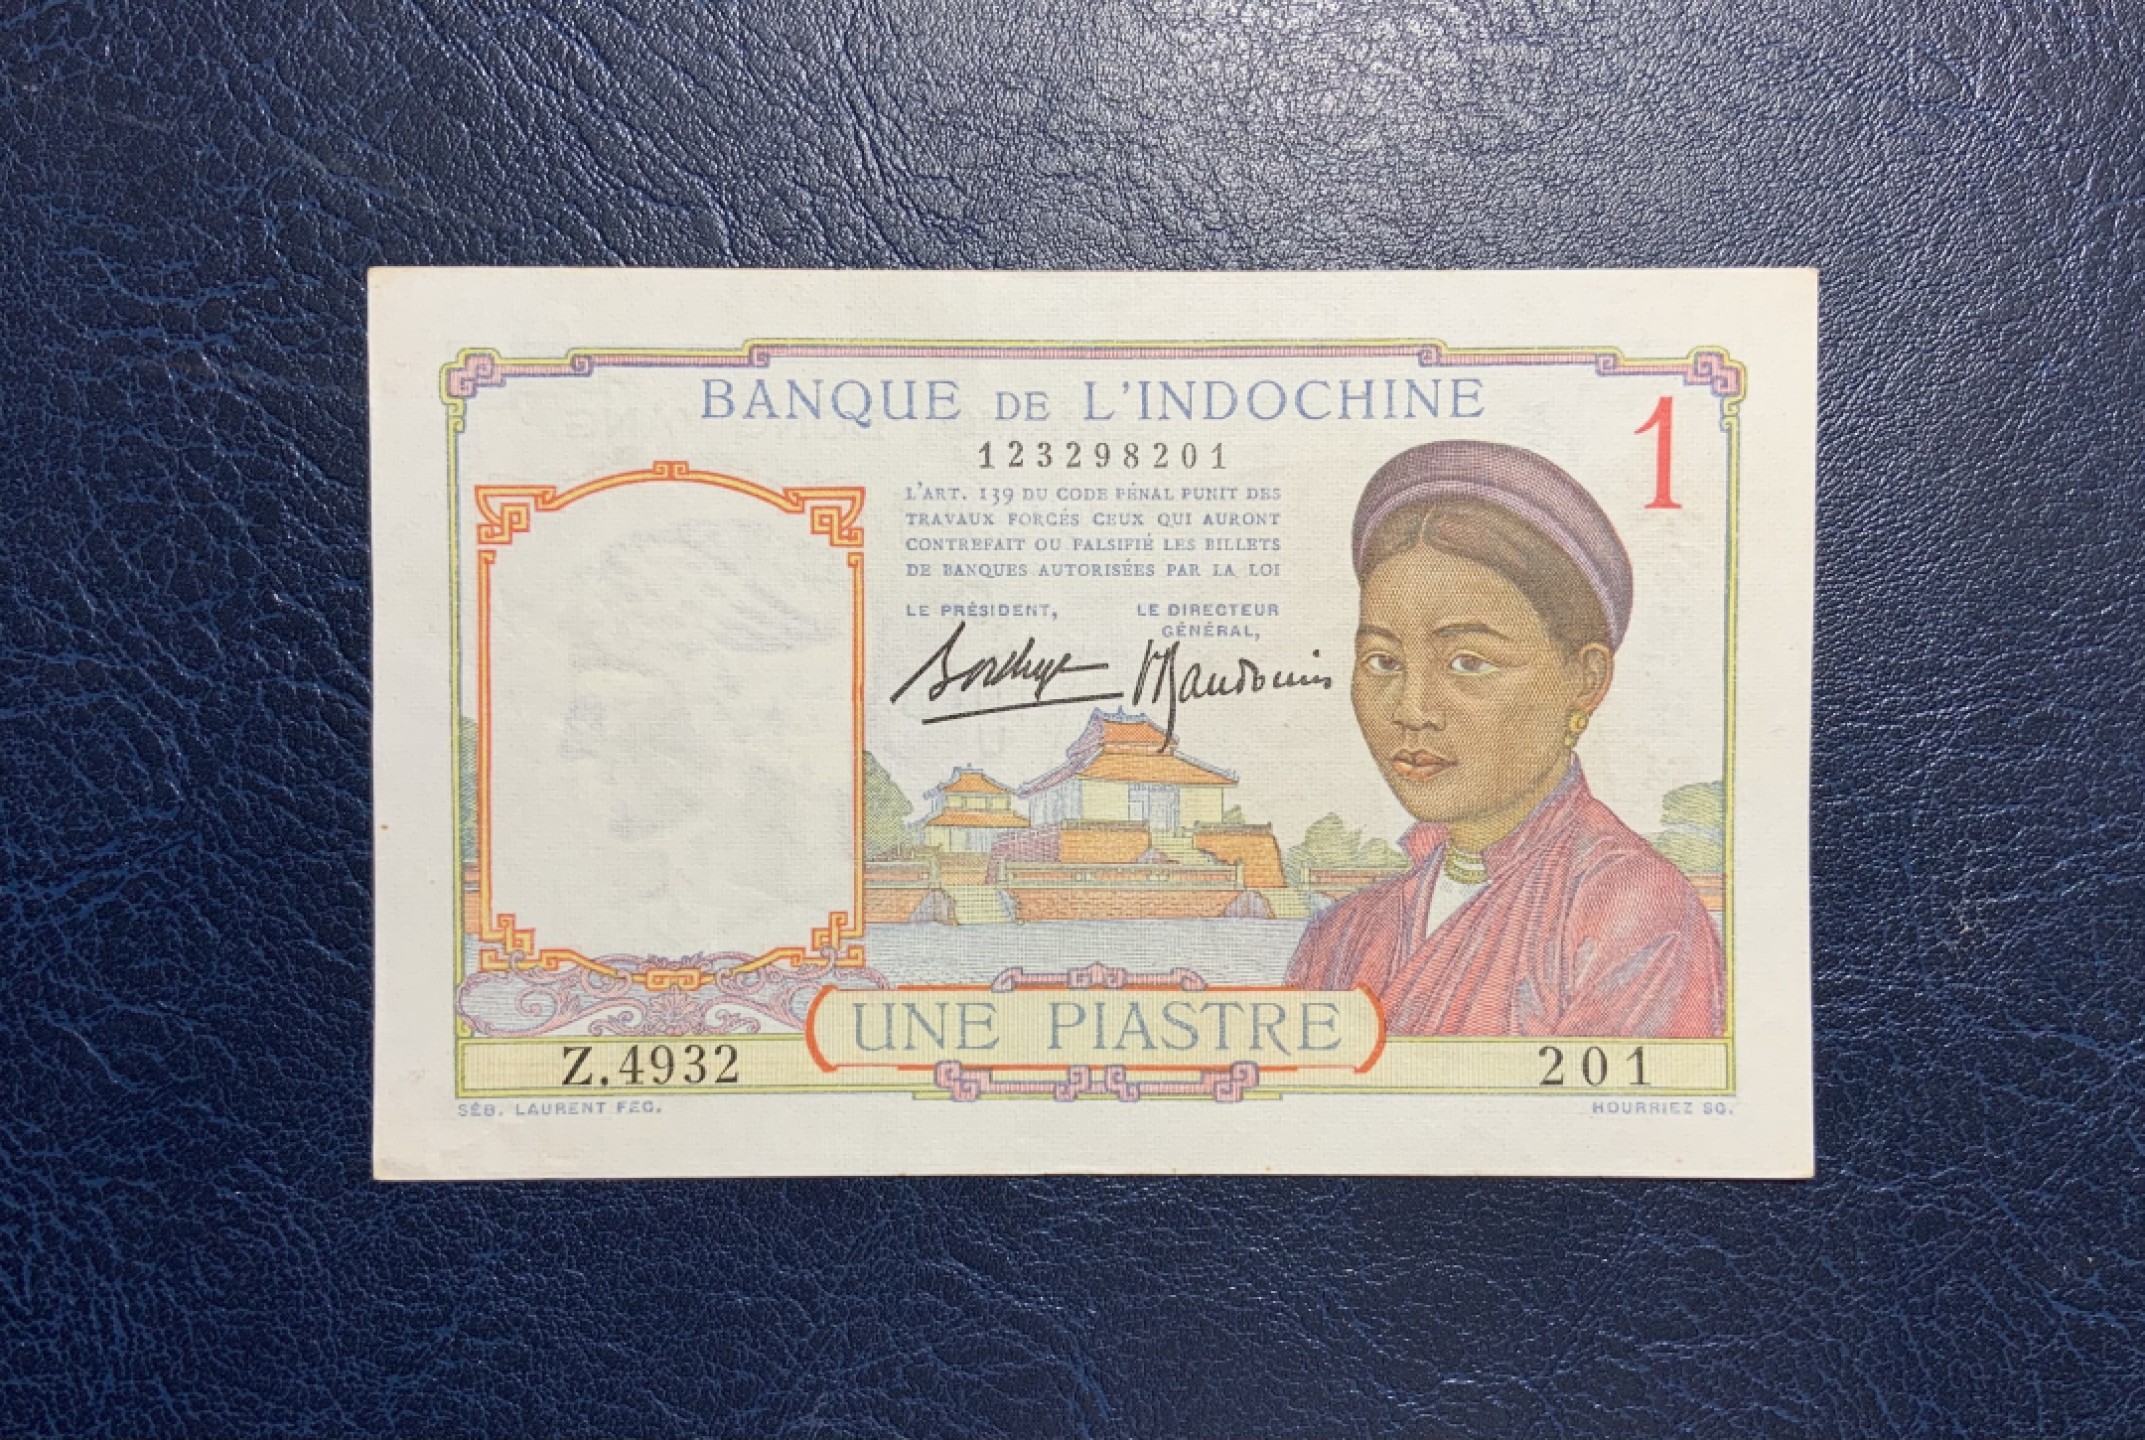 BANQUE DE L'INDOCHINE
1
123298201
L'ART. 139 DU CODE PÉNAL PUNIT DES
TRAVAUX FORCÉS CEUX QUI AURONT
CONTREFAIT OU FALSIFIÉ LES BILLETS
DE BANQUES AUTORISÉES PAR LA LOI
LE PRÉSIDENT,
LE DIRECTEUR
GÉNÉRAL,
UNE PIASTRE
Z.4932
201
SÉB. LAURENT FEC.
HOURRIEZ SC.